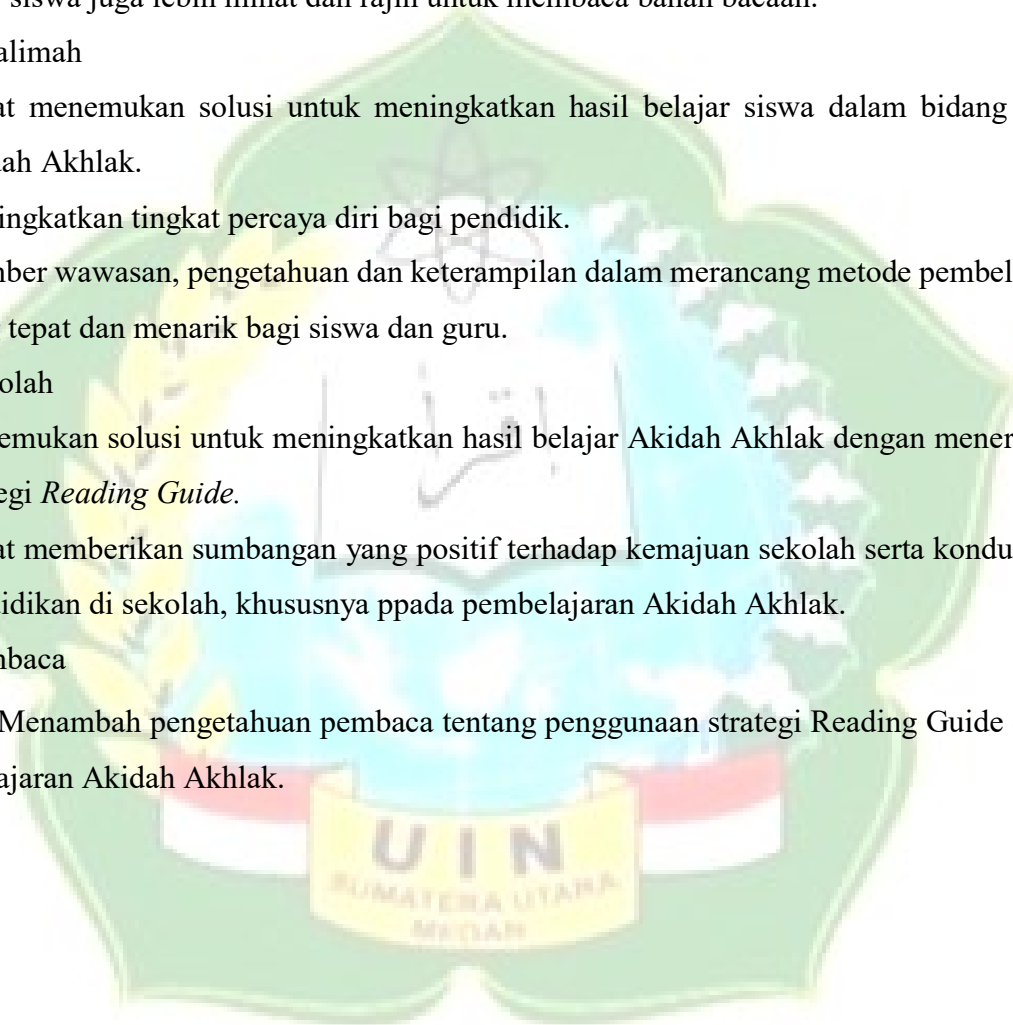 siswa juga lebih minat dan rajin untuk membaca bahan bacaan.
alimah
at menemukan solusi untuk meningkatkan hasil belajar siswa dalam bidang
ah Akhlak.
ingkatkan tingkat percaya diri bagi pendidik.
ber wawasan, pengetahuan dan keterampilan dalam merancang metode pembel
tepat dan menarik bagi siswa dan guru.
olah
emukan solusi untuk meningkatkan hasil belajar Akidah Akhlak dengan mener
egi Reading Guide.
at memberikan sumbangan yang positif terhadap kemajuan sekolah serta kondu
idikan di sekolah, khususnya ppada pembelajaran Akidah Akhlak.
nbaca
Menambah pengetahuan pembaca tentang penggunaan strategi Reading Guide
ajaran Akidah Akhlak.
إقرأ
UIN
SUMATERA UTARA
MEDAN